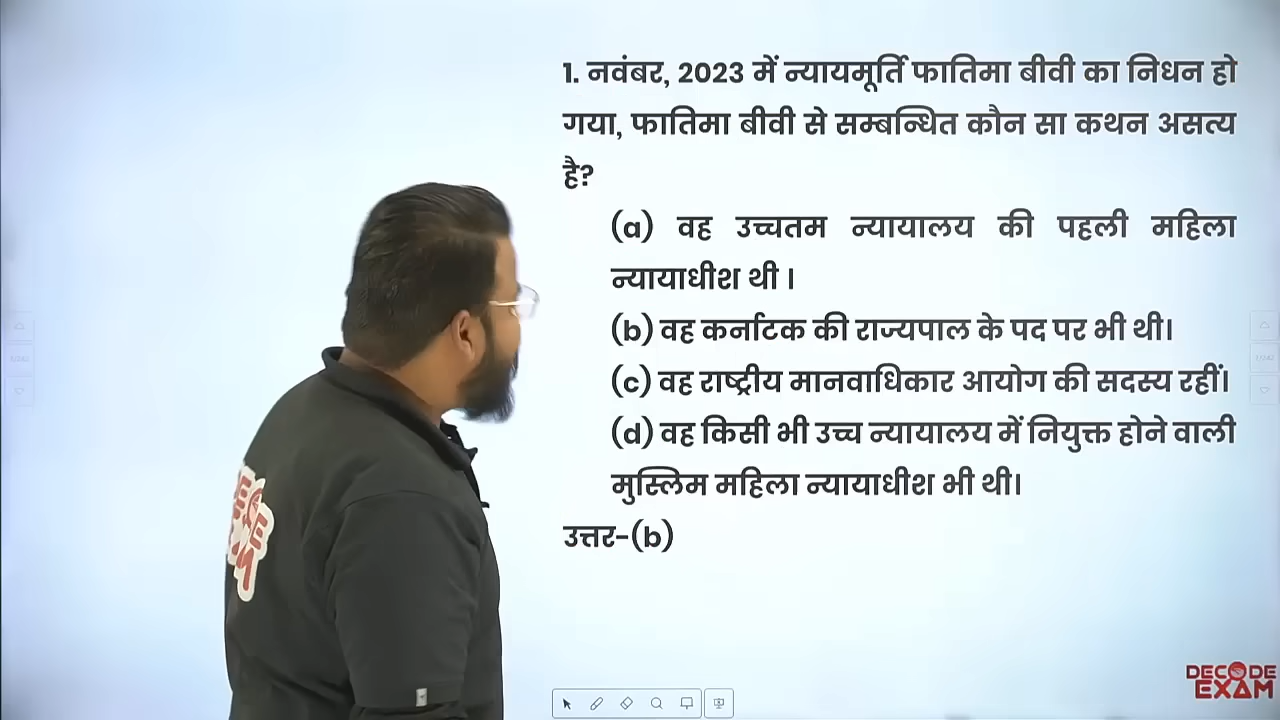 1. नवंबर, 2023 में न्यायमूर्ति फातिमा बीवी का निधन हो
गया, फातिमा बीवी से सम्बन्धित कौन सा कथन असत्य
है?
(a) वह उच्चतम न्यायालय की पहली महिला
न्यायाधीश थी ।
(b) वह कर्नाटक की राज्यपाल के पद पर भी थी।
(c) वह राष्ट्रीय मानवाधिकार आयोग की सदस्य रहीं।
(d) वह किसी भी उच्च न्यायालय में नियुक्त होने वाली
मुस्लिम महिला न्यायाधीश भी थी।
उत्तर-(b)
DECODE
EXAM